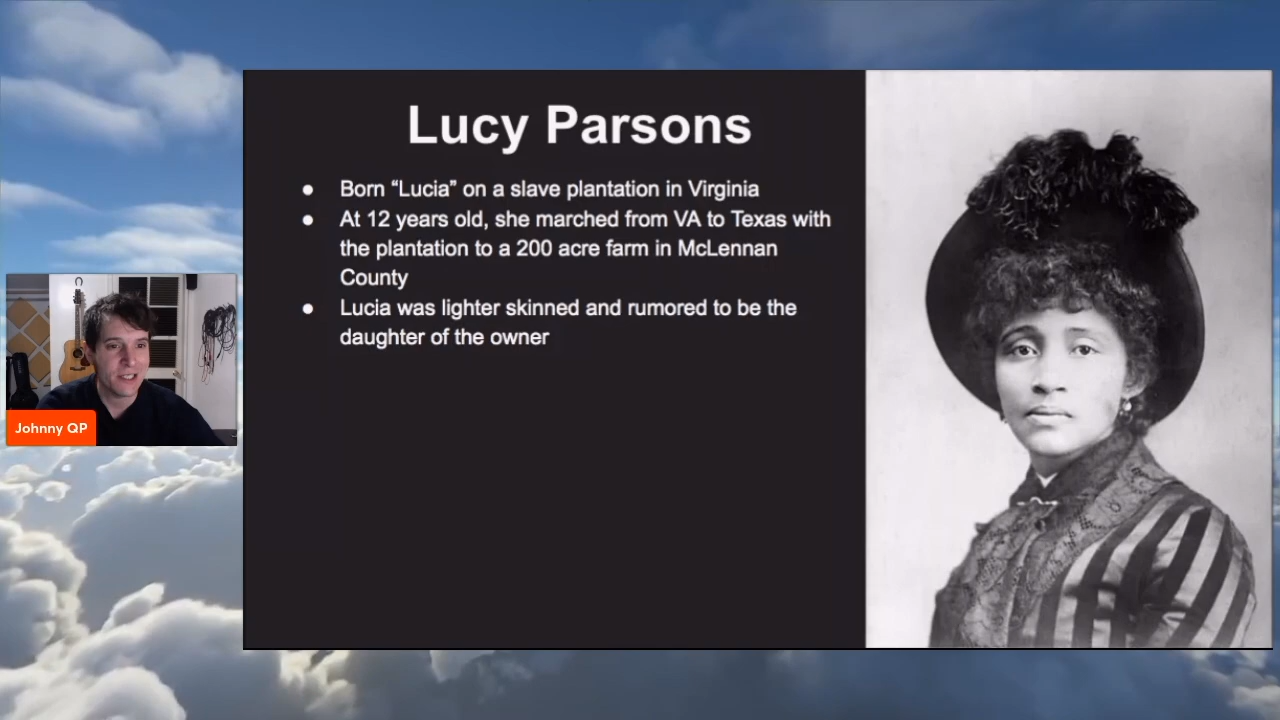 Lucy Parsons
● Born “Lucia” on a slave plantation in Virginia
● At 12 years old, she marched from VA to Texas with
the plantation to a 200 acre farm in McLennan
County
● Lucia was lighter skinned and rumored to be the
daughter of the owner
Johnny QP